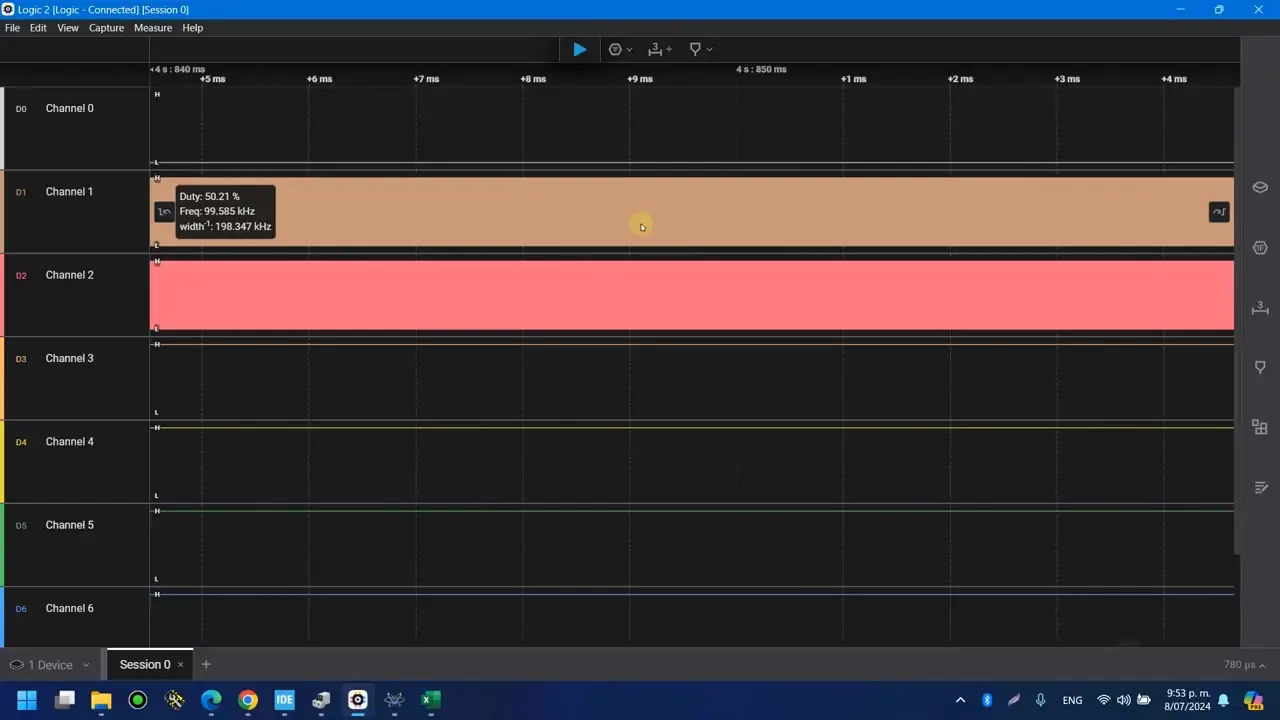 Logic 2 [Logic - Connected] [Session 0]
File Edit View Capture Measure Help
4 s : 840 ms 4 s : 850 ms
+5 ms +6 ms +7 ms +8 ms +9 ms +1 ms +2 ms +3 ms +4 ms
H
D0 Channel 0
L
H
D1 Channel 1
Duty: 50.21 %
Freq: 99.585 kHz
width⁻¹: 198.347 kHz
L
H
D2 Channel 2
L
H
D3 Channel 3
L
H
D4 Channel 4
L
H
D5 Channel 5
L
H
D6 Channel 6
1 Device Session 0 × + 780 µs
IDE ENG 9:53 p. m.
8/07/2024